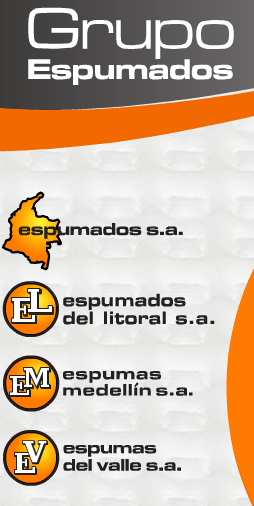 Grupo
Espumados
espumados s.a.
EL
espumados
del litoral s.a.
EM
espumas
medellín s.a.
EV
espumas
del valle s.a.